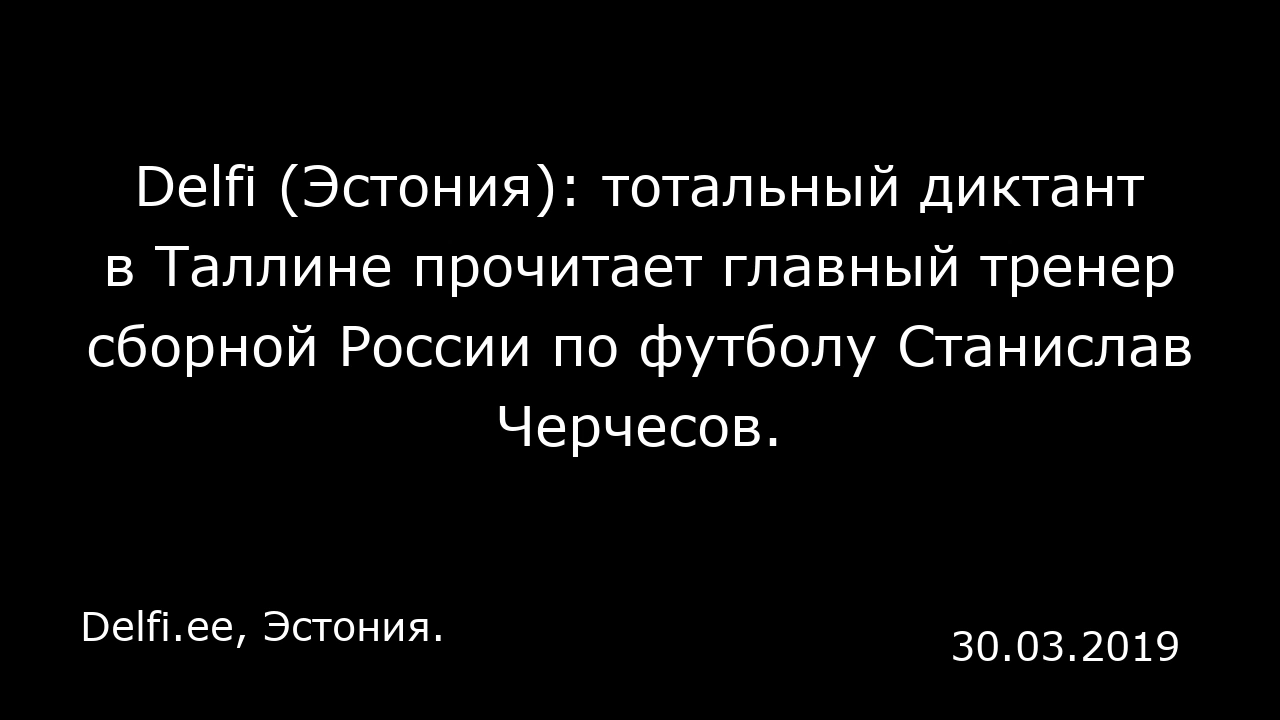 Delfi (Эстония): тотальный диктант
в Таллине прочитает главный тренер
сборной России по футболу Станислав
Черчесов.
Delfi.ee, Эстония.
30.03.2019